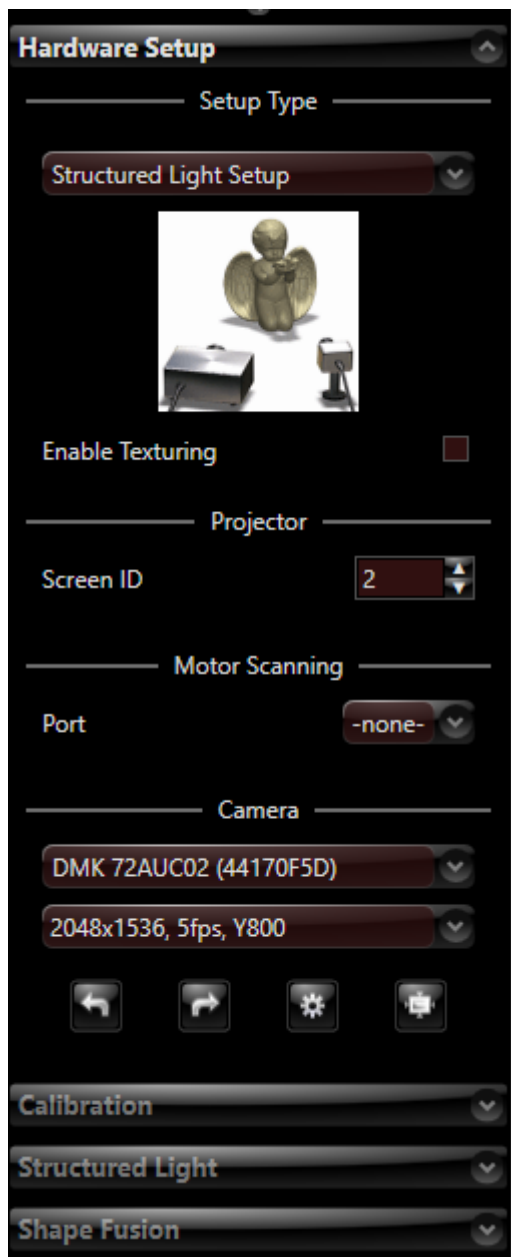 Hardware Setup
Setup Type
Structured Light Setup
Enable Texturing
Projector
Screen ID 2
Motor Scanning
Port -none-
Camera
DMK 72AUC02 (44170F5D)
2048x1536, 5fps, Y800
Calibration
Structured Light
Shape Fusion